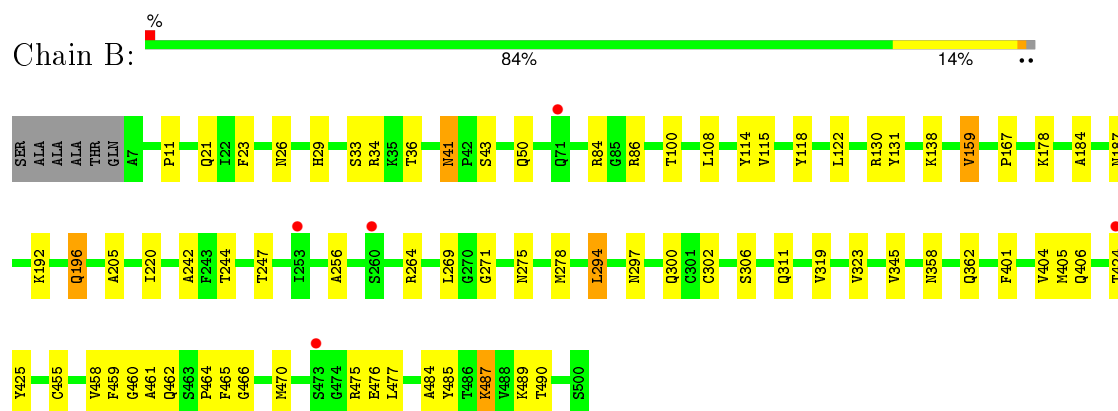 %
Chain B:
84% 14% ••
SER ALA ALA ALA THR GLN A7 P11 Q21 I22 F23 N26 H29 S33 R34 K35 T36 N41 P42 S43 Q50 Q71 R84 G85 R86 T100 L108 Y114 V115 Y118 L122 R130 Y131 K138 V159 P167 K178 A184 N187
K192 Q196 A205 I220 A242 F243 T244 T247 I253 A256 S260 R264 L269 G270 G271 N275 M278 L294 N297 Q300 C301 C302 S306 Q311 V319 V323 V345 N358 Q362 F401 V404 M405 Q406 T424
Y425 C455 V458 F459 G460 A461 Q462 S463 P464 F465 G466 M470 S473 G474 R475 E476 L477 A484 Y485 T486 K487 V488 K489 T490 S500